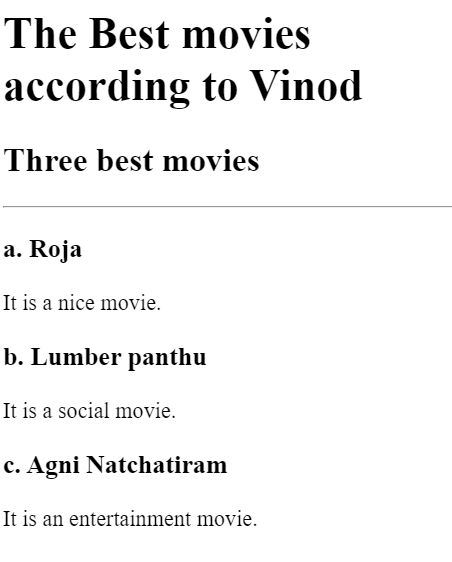 The Best movies
according to Vinod
Three best movies
a. Roja
It is a nice movie.
b. Lumber panthu
It is a social movie.
c. Agni Natchatiram
It is an entertainment movie.